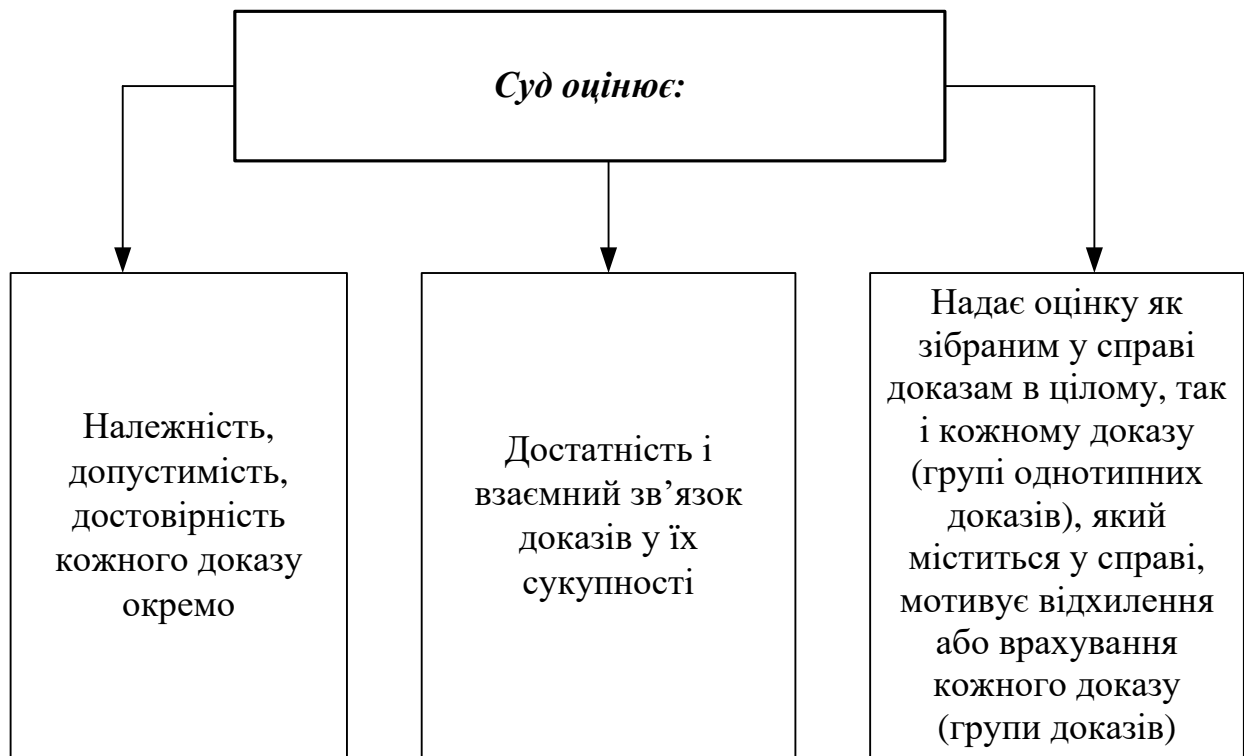 Суд оцінює:
Належність,
допустимість,
достовірність
кожного доказу
окремо
Достатність і
взаємний зв’язок
доказів у їх
сукупності
Надає оцінку як
зібраним у справі
доказам в цілому, так
і кожному доказу
(групі однотипних
доказів), який
міститься у справі,
мотивує відхилення
або врахування
кожного доказу
(групи доказів)